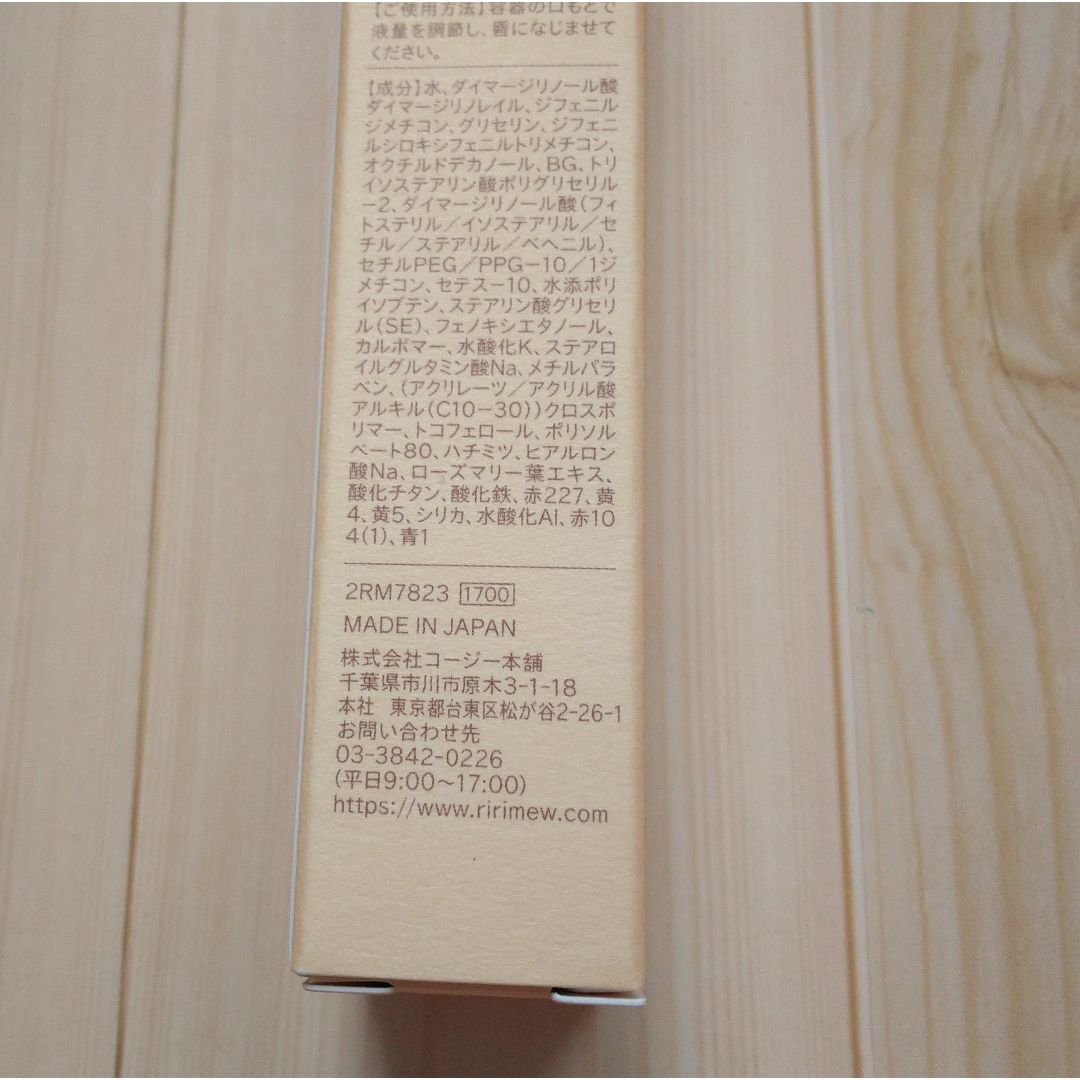 【ご使用方法】容器の口もとで
液量を調節し、唇になじませて
ください。
【成分】水、ダイマージリノール酸
ダイマージリノレイル、ジフェニル
ジメチコン、グリセリン、ジフェニ
ルシロキシフェニルトリメチコン、
オクチルドデカノール、BG、トリ
イソステアリン酸ポリグリセリル
−2、ダイマージリノール酸（フィ
トステリル／イソステアリル／セ
チル／ステアリル／ベヘニル）、
セチルPEG／PPG−10／1ジ
メチコン、セテス−10、水添ポリ
イソブテン、ステアリン酸グリセリ
ル（SE）、フェノキシエタノール、
カルボマー、水酸化K、ステアロ
イルグルタミン酸Na、メチルパラ
ベン、（アクリレーツ／アクリル酸
アルキル（C10−30））クロスポ
リマー、トコフェロール、ポリソル
ベート80、ハチミツ、ヒアルロン
酸Na、ローズマリー葉エキス、
酸化チタン、酸化鉄、赤227、黄
4、黄5、シリカ、水酸化Al、赤10
4（1）、青1
2RM7823 1700
MADE IN JAPAN
株式会社コージー本舗
千葉県市川市原木3-1-18
本社 東京都台東区松が谷2-26-1
お問い合わせ先
03-3842-0226
(平日9:00～17:00)
https://www.ririmew.com